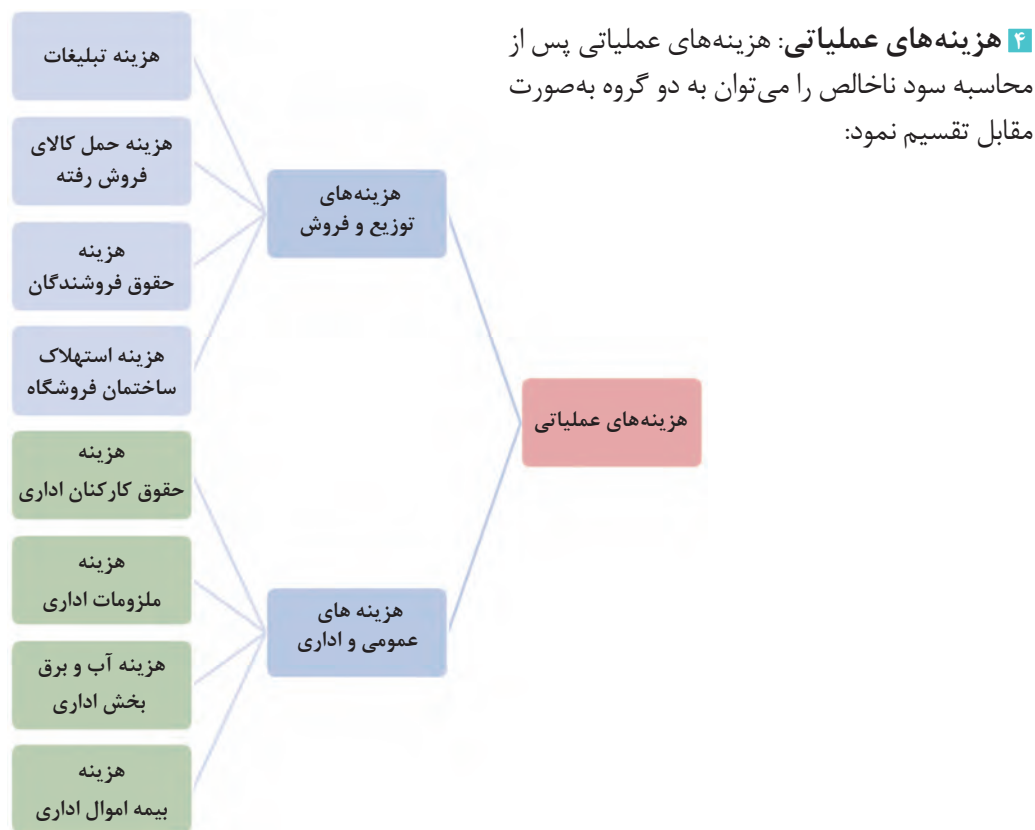 ۴ هزینه‌های عملیاتی: هزینه‌های عملیاتی پس از
محاسبه سود ناخالص را می‌توان به دو گروه به‌صورت
مقابل تقسیم نمود:
هزینه‌های عملیاتی
هزینه‌های
توزیع و فروش
هزینه تبلیغات
هزینه حمل کالای
فروش رفته
هزینه
حقوق فروشندگان
هزینه استهلاک
ساختمان فروشگاه
هزینه های
عمومی و اداری
هزینه
حقوق کارکنان اداری
هزینه
ملزومات اداری
هزینه آب و برق
بخش اداری
هزینه
بیمه اموال اداری